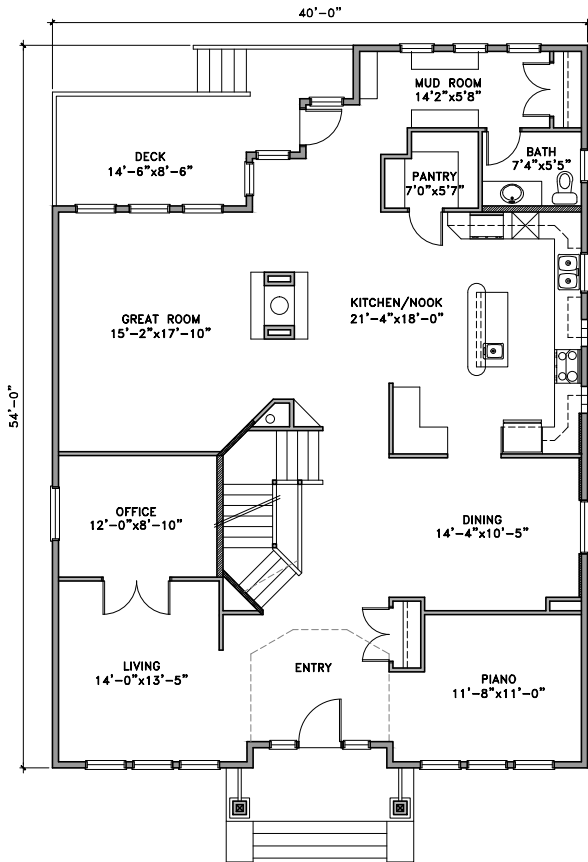 40'-0"
MUD ROOM
14'2"x5'8"
DECK
14'-6"x8'-6"
BATH
7'4"x5'5"
PANTRY
7'0"x5'7"
GREAT ROOM
15'-2"x17'-10"
KITCHEN/NOOK
21'-4"x18'-0"
54'-0"
OFFICE
12'-0"x8'-10"
DINING
14'-4"x10'-5"
LIVING
14'-0"x13'-5"
ENTRY
PIANO
11'-8"x11'-0"